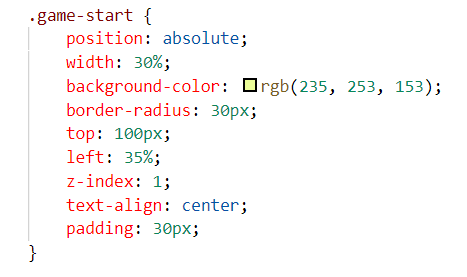 .game-start {
position: absolute;
width: 30%;
background-color: rgb(235, 253, 153);
border-radius: 30px;
top: 100px;
left: 35%;
z-index: 1;
text-align: center;
padding: 30px;
}